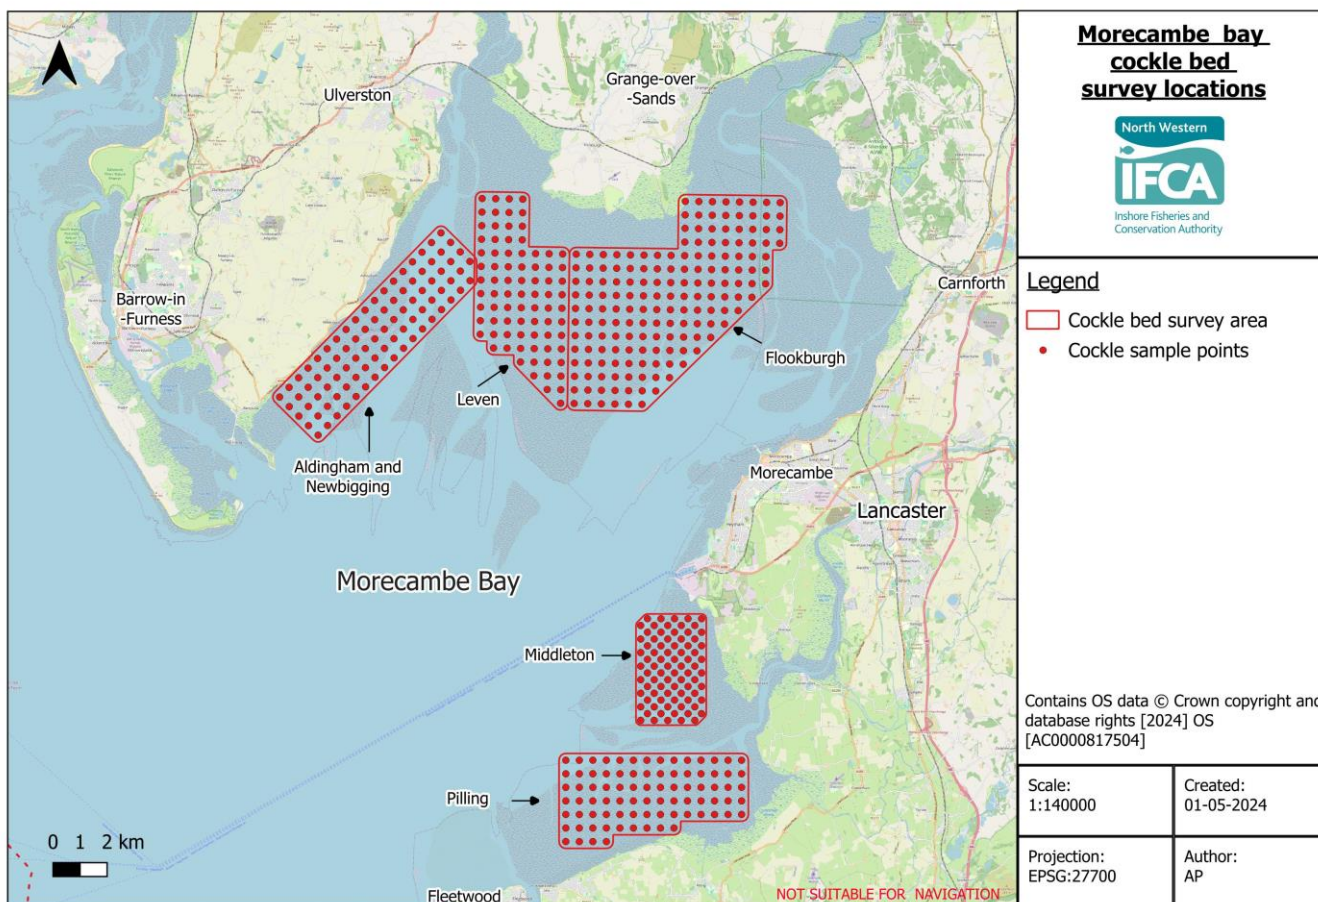 Morecambe bay
cockle bed
survey locations
North Western
IFCA
Inshore Fisheries and
Conservation Authority
Legend
Cockle bed survey area
Cockle sample points
Ulverston
Grange-over
-Sands
Barrow-in
-Furness
Carnforth
Flookburgh
Leven
Aldingham and
Newbigging
Morecambe
Lancaster
Morecambe Bay
Middleton
Pilling
Fleetwood
0 1 2 km
NOT SUITABLE FOR NAVIGATION
Contains OS data © Crown copyright and
database rights [2024] OS
[AC0000817504]
Scale:
1:140000
Created:
01-05-2024
Projection:
EPSG:27700
Author:
AP